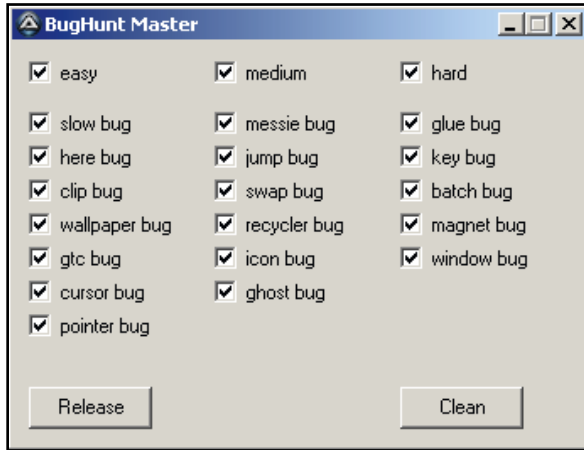 BugHunt Master
easy medium hard
slow bug messie bug glue bug
here bug jump bug key bug
clip bug swap bug batch bug
wallpaper bug recycler bug magnet bug
gtc bug icon bug window bug
cursor bug ghost bug
pointer bug
Release Clean